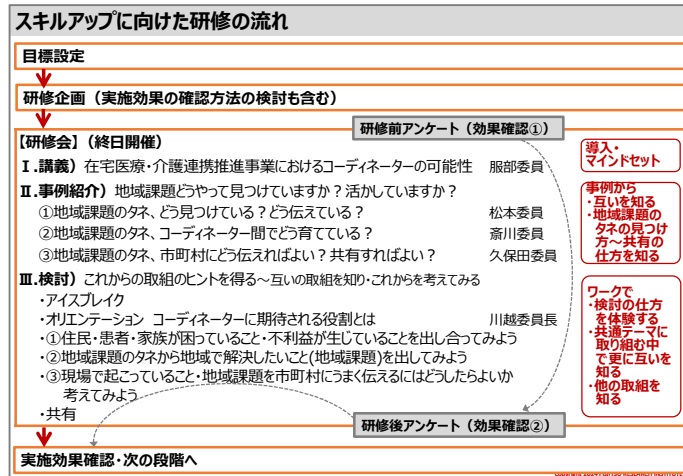 スキルアップに向けた研修の流れ
目標設定
研修企画（実施効果の確認方法の検討も含む）
研修前アンケート（効果確認①）
【研修会】（終日開催）
Ⅰ.講義）在宅医療・介護連携推進事業におけるコーディネーターの可能性　服部委員
Ⅱ.事例紹介）地域課題どうやって見つけていますか？活かしていますか？
①地域課題のタネ、どう見つけている？どう伝えている？　松本委員
②地域課題のタネ、コーディネーター間でどう育てている？　斎川委員
③地域課題のタネ、市町村にどう伝えればよい？共有すればよい？　久保田委員
Ⅲ.検討）これからの取組のヒントを得る～互いの取組を知り・これからを考えてみる
・アイスブレイク
・オリエンテーション　コーディネーターに期待される役割とは　川越委員長
・①住民・患者・家族が困っていること・不利益が生じていることを出し合ってみよう
・②地域課題のタネから地域で解決したいこと(地域課題)を出してみよう
・③現場で起こっていること・地域課題を市町村にうまく伝えるにはどうしたらよいか
考えてみよう
・共有
導入・
マインドセット
事例から
・互いを知る
・地域課題の
タネの見つけ
方～共有の
仕方を知る
ワークで
・検討の仕方
を体験する
・共通テーマに
取り組む中
で更に互いを
知る
・他の取組を
知る
研修後アンケート（効果確認②）
実施効果確認・次の段階へ